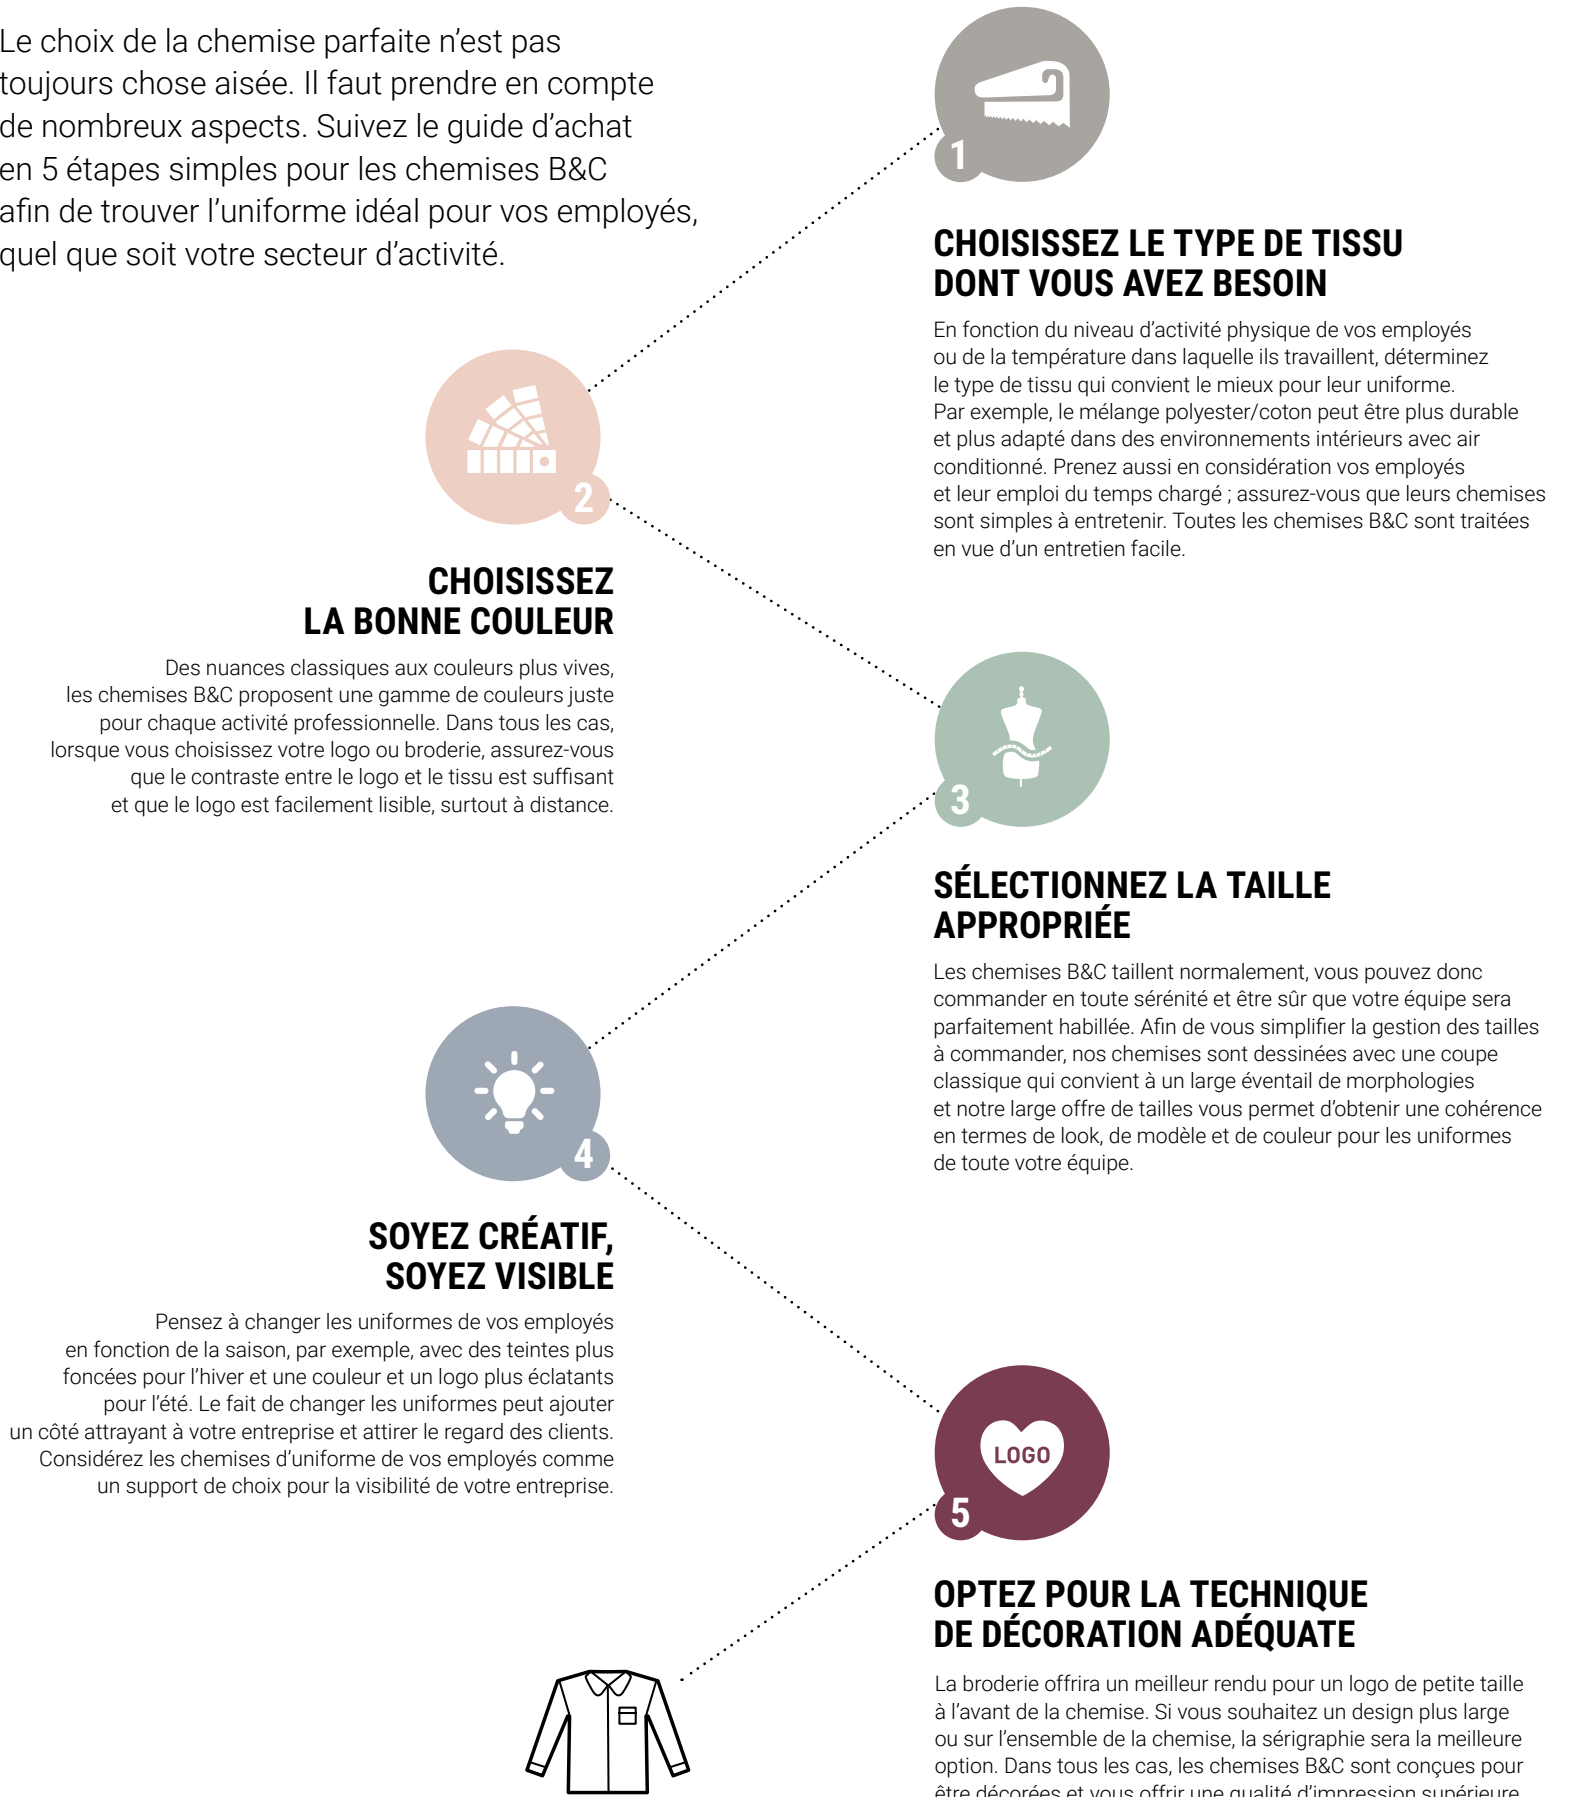 Le choix de la chemise parfaite n’est pas
toujours chose aisée. Il faut prendre en compte
de nombreux aspects. Suivez le guide d’achat
en 5 étapes simples pour les chemises B&C
afin de trouver l’uniforme idéal pour vos employés,
quel que soit votre secteur d’activité.
1
CHOISISSEZ LE TYPE DE TISSU
DONT VOUS AVEZ BESOIN
En fonction du niveau d’activité physique de vos employés
ou de la température dans laquelle ils travaillent, déterminez
le type de tissu qui convient le mieux pour leur uniforme.
Par exemple, le mélange polyester/coton peut être plus durable
et plus adapté dans des environnements intérieurs avec air
conditionné. Prenez aussi en considération vos employés
et leur emploi du temps chargé ; assurez-vous que leurs chemises
sont simples à entretenir. Toutes les chemises B&C sont traitées
en vue d’un entretien facile.
2
CHOISISSEZ
LA BONNE COULEUR
Des nuances classiques aux couleurs plus vives,
les chemises B&C proposent une gamme de couleurs juste
pour chaque activité professionnelle. Dans tous les cas,
lorsque vous choisissez votre logo ou broderie, assurez-vous
que le contraste entre le logo et le tissu est suffisant
et que le logo est facilement lisible, surtout à distance.
3
SÉLECTIONNEZ LA TAILLE
APPROPRIÉE
Les chemises B&C taillent normalement, vous pouvez donc
commander en toute sérénité et être sûr que votre équipe sera
parfaitement habillée. Afin de vous simplifier la gestion des tailles
à commander, nos chemises sont dessinées avec une coupe
classique qui convient à un large éventail de morphologies
et notre large offre de tailles vous permet d’obtenir une cohérence
en termes de look, de modèle et de couleur pour les uniformes
de toute votre équipe.
4
SOYEZ CRÉATIF,
SOYEZ VISIBLE
Pensez à changer les uniformes de vos employés
en fonction de la saison, par exemple, avec des teintes plus
foncées pour l’hiver et une couleur et un logo plus éclatants
pour l’été. Le fait de changer les uniformes peut ajouter
un côté attrayant à votre entreprise et attirer le regard des clients.
Considérez les chemises d’uniforme de vos employés comme
un support de choix pour la visibilité de votre entreprise.
LOGO
5
OPTEZ POUR LA TECHNIQUE
DE DÉCORATION ADÉQUATE
La broderie offrira un meilleur rendu pour un logo de petite taille
à l’avant de la chemise. Si vous souhaitez un design plus large
ou sur l’ensemble de la chemise, la sérigraphie sera la meilleure
option. Dans tous les cas, les chemises B&C sont conçues pour
être décorées et vous offrir une qualité d’impression supérieure